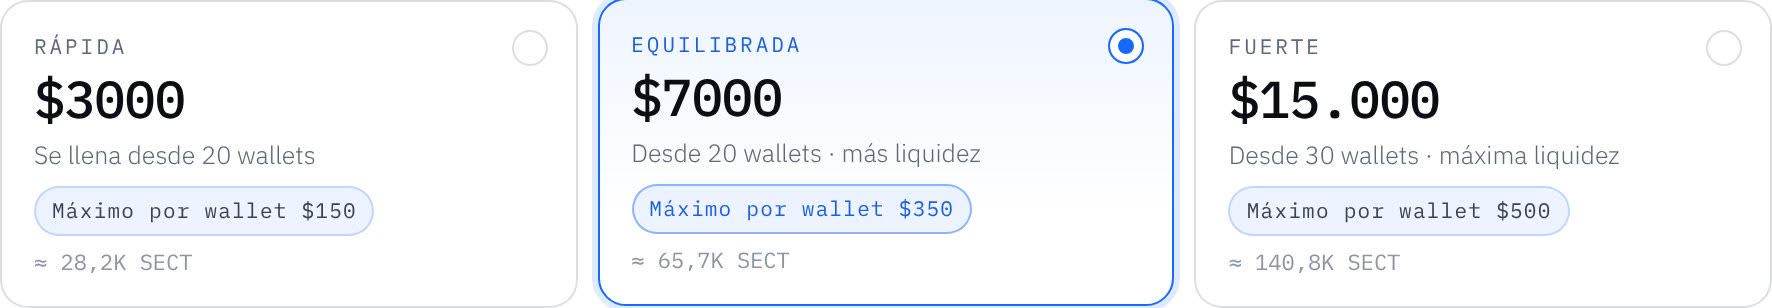 RÁPIDA
$3000
Se llena desde 20 wallets
Máximo por wallet $150
≈ 28,2K SECT
EQUILIBRADA
$7000
Desde 20 wallets · más liquidez
Máximo por wallet $350
≈ 65,7K SECT
FUERTE
$15.000
Desde 30 wallets · máxima liquidez
Máximo por wallet $500
≈ 140,8K SECT